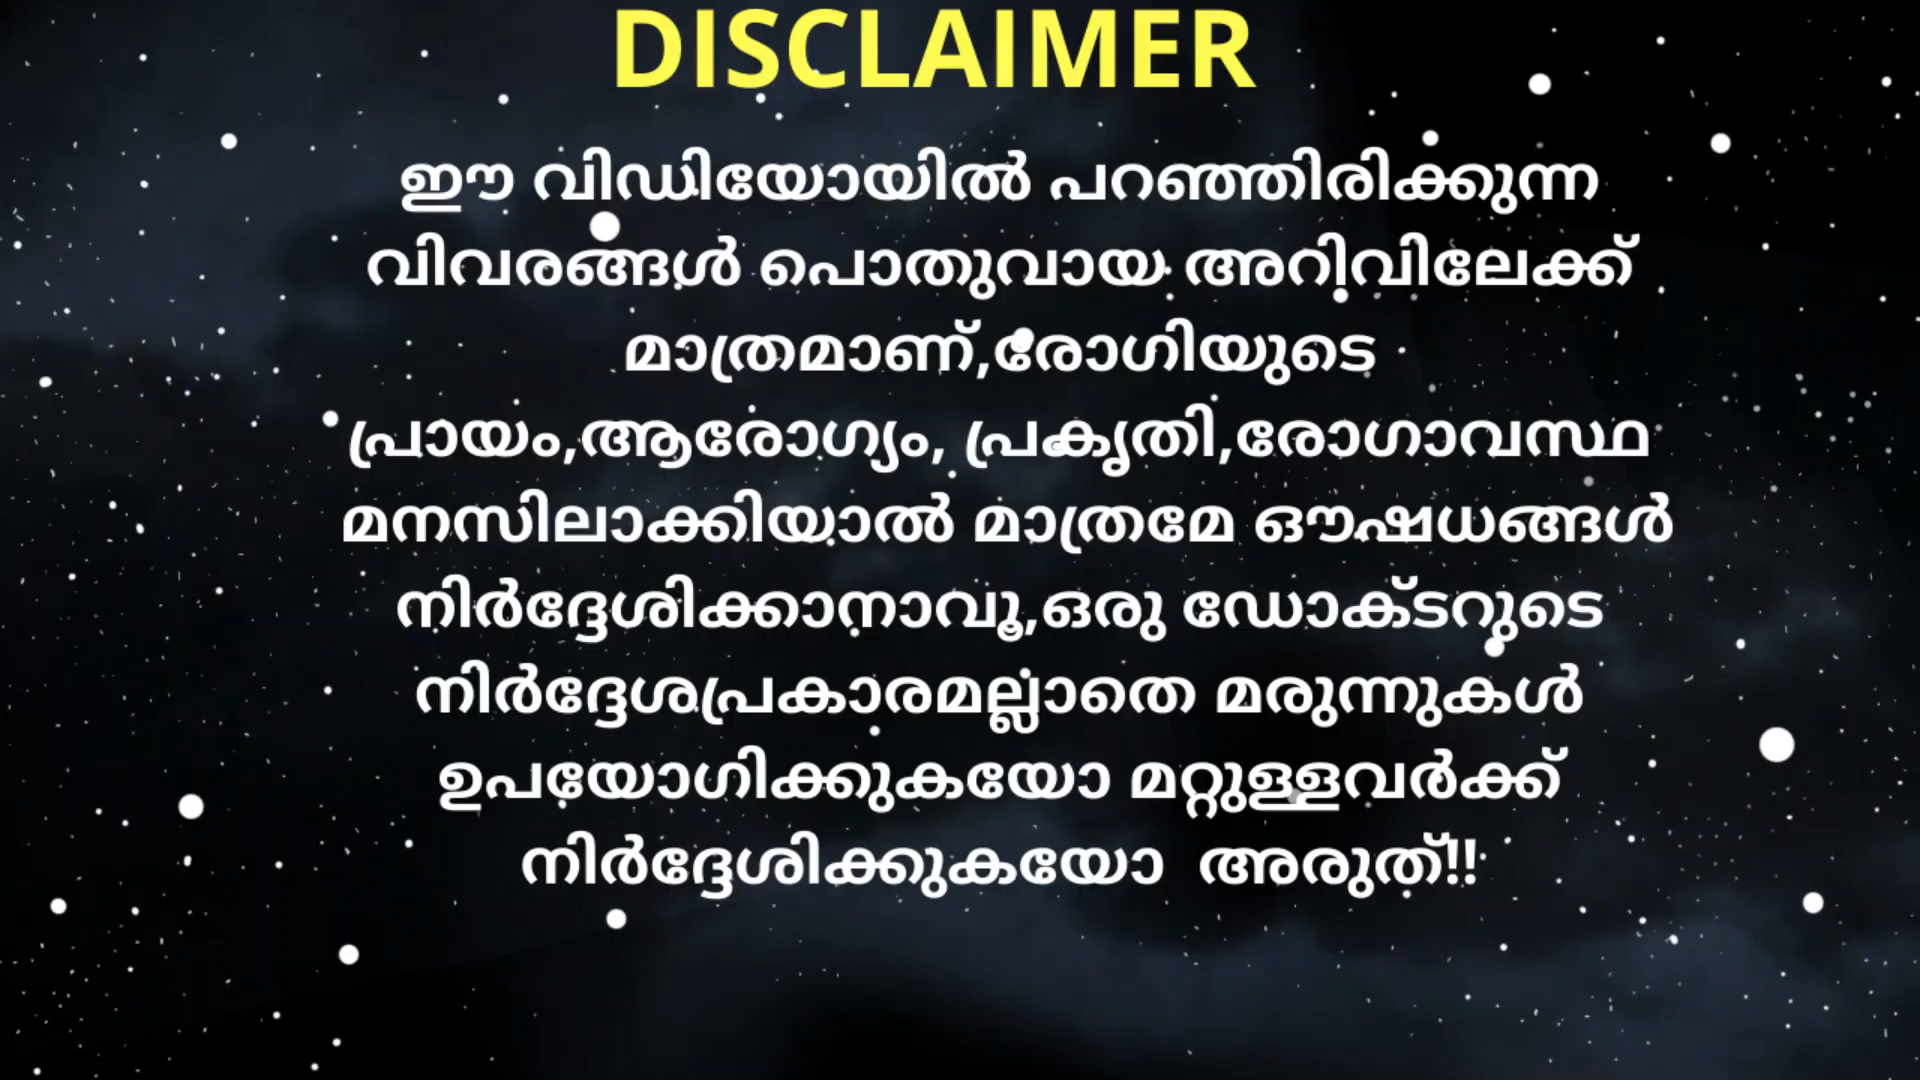 DISCLAIMER
ഈ വിഡിയോയിൽ പറഞ്ഞിരിക്കുന്ന
വിവരങ്ങൾ പൊതുവായ അറിവിലേക്ക്
മാത്രമാണ്,രോഗിയുടെ
പ്രായം,ആരോഗ്യം, പ്രകൃതി,രോഗാവസ്ഥ
മനസിലാക്കിയാൽ മാത്രമേ ഔഷധങ്ങൾ
നിർദ്ദേശിക്കാനാവൂ,ഒരു ഡോക്ടറുടെ
നിർദ്ദേശപ്രകാരമല്ലാതെ മരുന്നുകൾ
ഉപയോഗിക്കുകയോ മറ്റുള്ളവർക്ക്
നിർദ്ദേശിക്കുകയോ  അരുത്!!